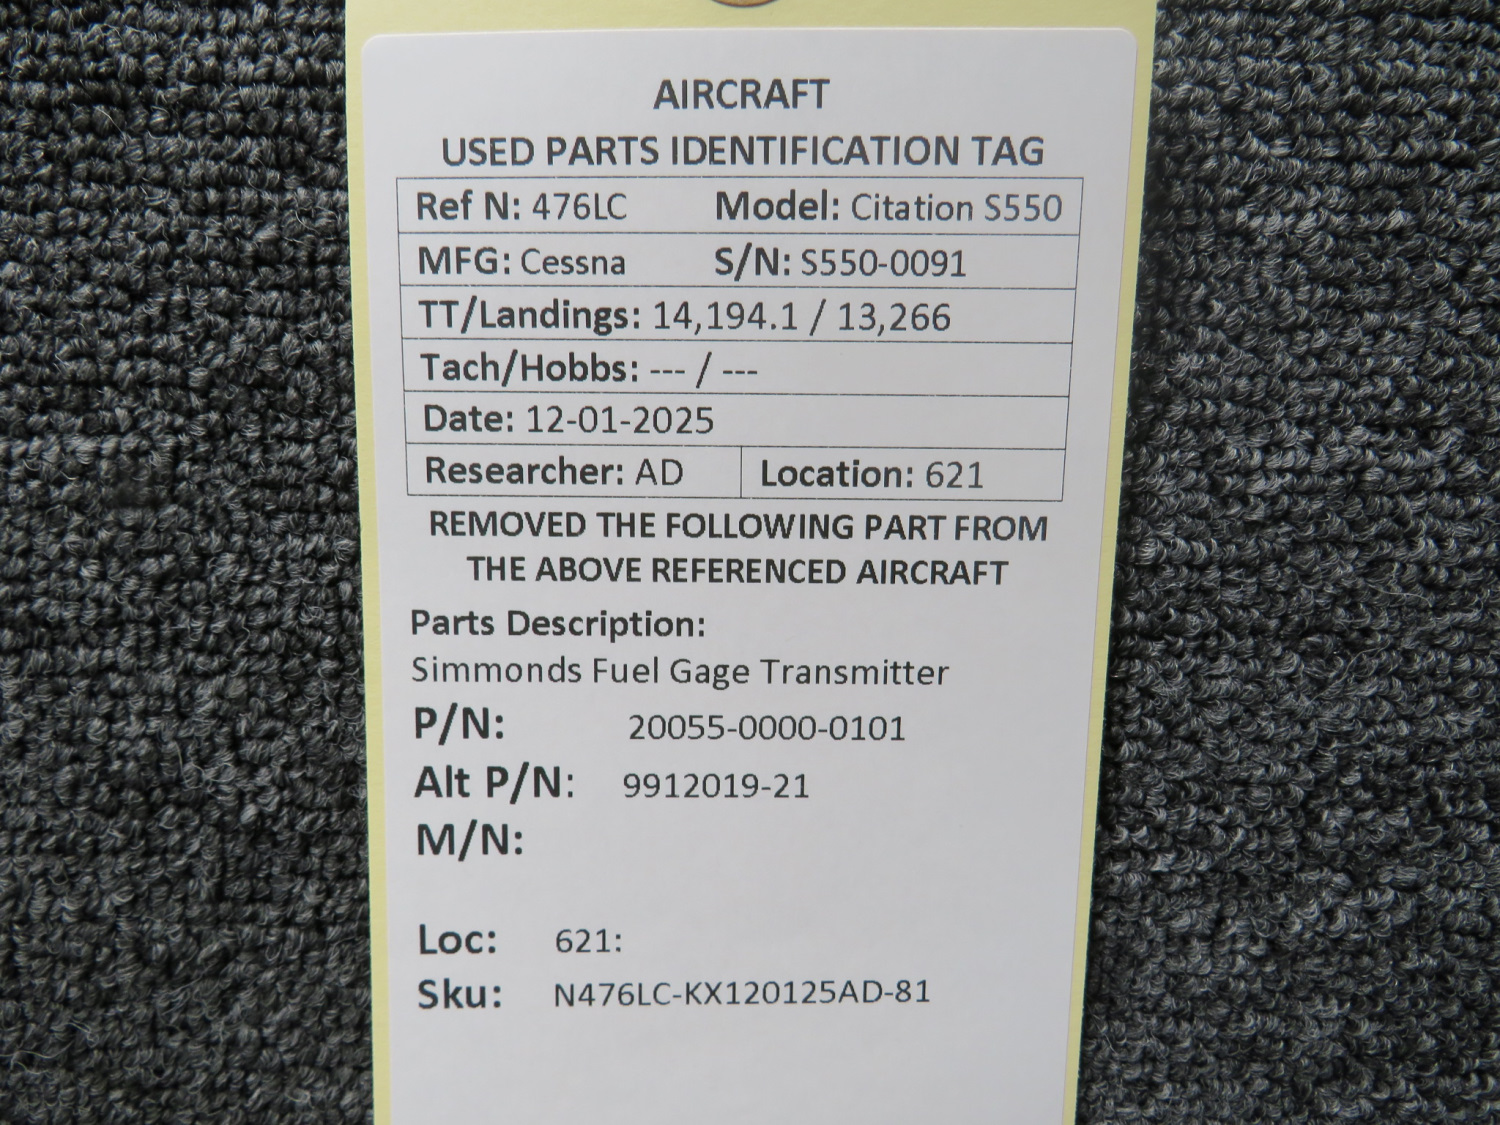 AIRCRAFT
USED PARTS IDENTIFICATION TAG
Ref N: 476LC Model: Citation S550
MFG: Cessna S/N: S550-0091
TT/Landings: 14,194.1 / 13,266
Tach/Hobbs: --- / ---
Date: 12-01-2025
Researcher: AD Location: 621
REMOVED THE FOLLOWING PART FROM
THE ABOVE REFERENCED AIRCRAFT
Parts Description:
Simmonds Fuel Gage Transmitter
P/N: 20055-0000-0101
Alt P/N: 9912019-21
M/N:
Loc: 621:
Sku: N476LC-KX120125AD-81